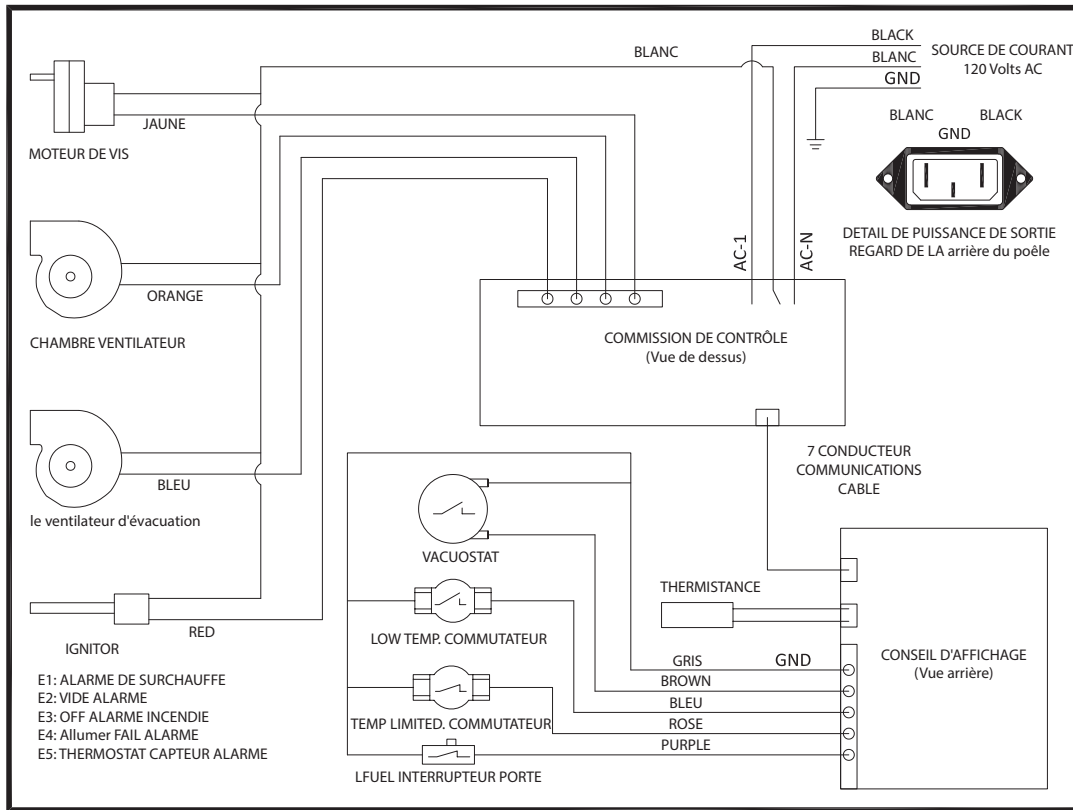 BLACK
BLANC
BLANC
GND
SOURCE DE COURANT
120 Volts AC
BLANC
BLACK
GND
JAUNE
MOTEUR DE VIS
DETAIL DE PUISSANCE DE SORTIE
REGARD DE LA arrière du poêle
AC-1
AC-N
ORANGE
CHAMBRE VENTILATEUR
COMMISSION DE CONTRÔLE
(Vue de dessus)
BLEU
le ventilateur d'évacuation
7 CONDUCTEUR
COMMUNICATIONS
CABLE
VACUOSTAT
THERMISTANCE
RED
IGNITOR
LOW TEMP. COMMUTATEUR
GRIS
GND
BROWN
BLEU
ROSE
PURPLE
CONSEIL D'AFFICHAGE
(Vue arrière)
TEMP LIMITED. COMMUTATEUR
LFUEL INTERRUPTEUR PORTE
E1: ALARME DE SURCHAUFFE
E2: VIDE ALARME
E3: OFF ALARME INCENDIE
E4: Allumer FAIL ALARME
E5: THERMOSTAT CAPTEUR ALARME